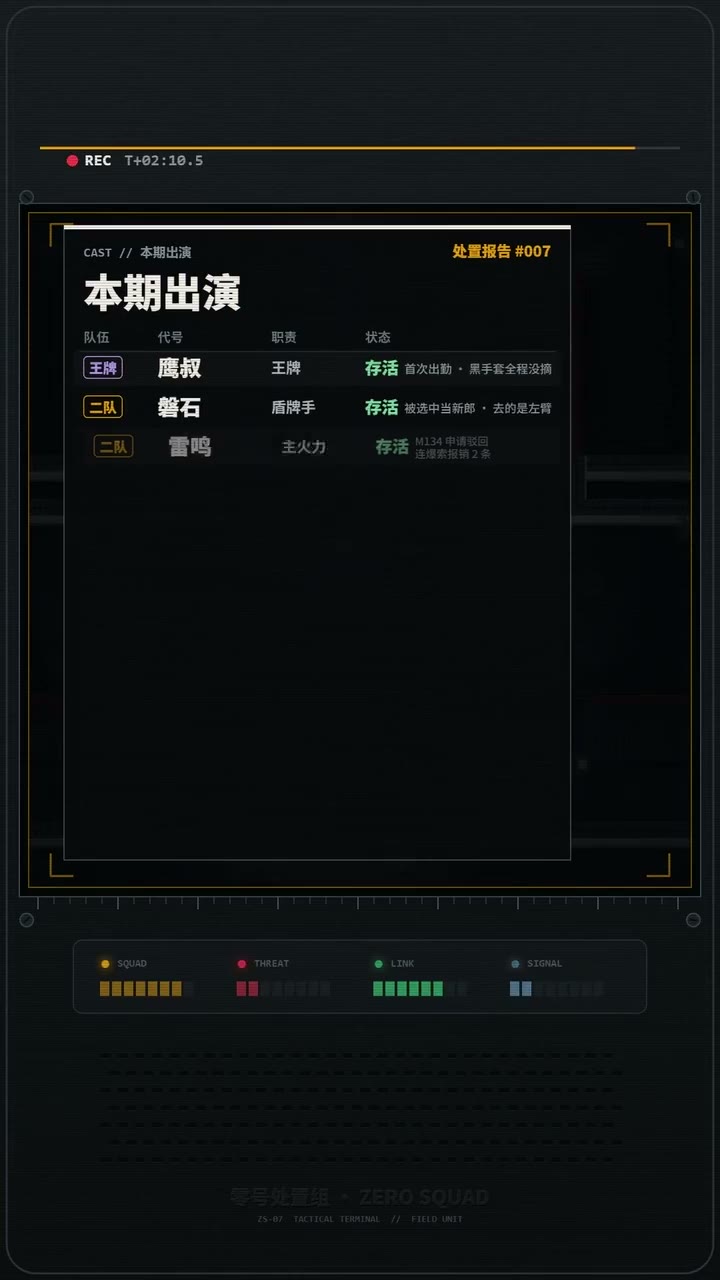 REC T+02:10.5
CAST // 本期出演 处置报告 #007
本期出演
队伍 代号 职责 状态
王牌 鹰叔 王牌 存活 首次出勤 · 黑手套全程没摘
二队 磐石 盾牌手 存活 被选中当新郎 · 去的是左臂
二队 雷鸣 主火力 存活 M134 申请驳回
连爆索报销 2 条
SQUAD THREAT LINK SIGNAL
零号处置组 · ZERO SQUAD
ZS-07 TACTICAL TERMINAL // FIELD UNIT